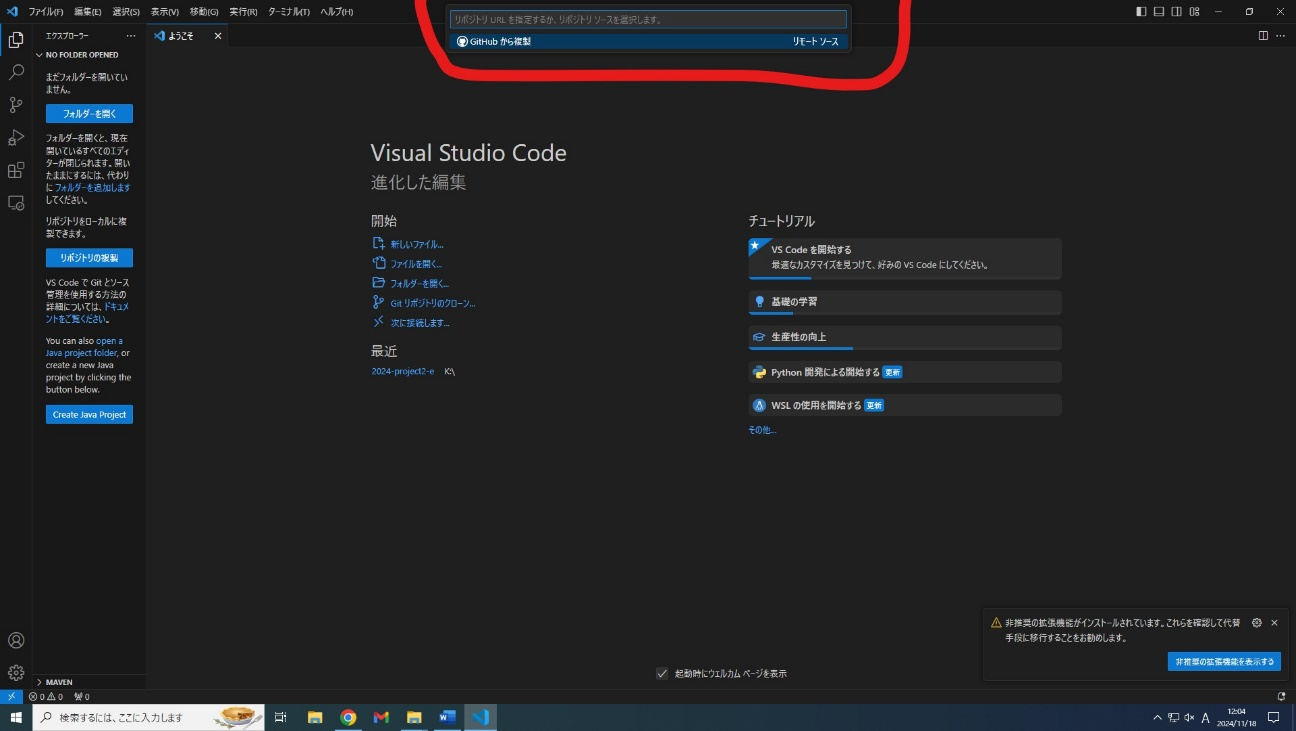 ファイル(F) 編集(E) 選択(S) 表示(V) 移動(G) 実行(R) ターミナル(T) ヘルプ(H)
リポジトリ URL を指定するか、リポジトリ ソースを選択します。
GitHub から複製 リモート ソース
エクスプローラー
ようこそ
NO FOLDER OPENED
まだフォルダーを開いてい
ません。
フォルダーを開く
フォルダーを開くと、現在
開いているすべてのエディ
ターが閉じられます。開い
たままにするには、代わり
に フォルダーを追加します
してください。
リポジトリをローカルに複
製できます。
リポジトリの複製
VS Code で Git とソース
管理を使用する方法の
詳細については、ドキュメ
ントをご覧ください。
You can also open a
Java project folder, or
create a new Java
project by clicking the
button below.
Create Java Project
MAVEN
Visual Studio Code
進化した編集
開始
新しいファイル...
ファイルを開く...
フォルダーを開く...
Git リポジトリのクローン...
次に接続します...
最近
2024-project2-e K:\
チュートリアル
VS Code を開始する
最適なカスタマイズを見つけて、好みの VS Code にしてください。
基礎の学習
生産性の向上
Python 開発による開始する 更新
WSL の使用を開始する 更新
その他...
起動時にウェルカム ページを表示
非推奨の拡張機能がインストールされています。これらを確認して代替
手段に移行することをお勧めします。
非推奨の拡張機能を表示する
0 0 0
検索するには、ここに入力します
A
12:04
2024/11/18